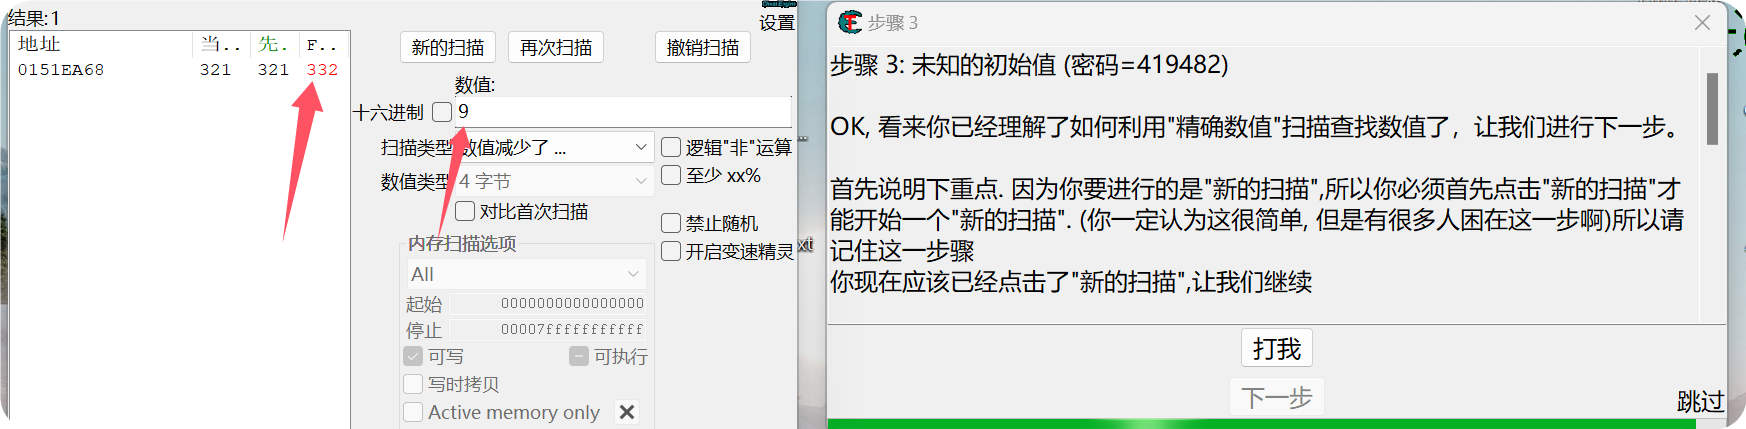 结果:1
设置
地址 当.. 先. F..
0151EA68 321 321 332
新的扫描 再次扫描 撤销扫描
数值:
十六进制 9
扫描类型 数值减少了 ...
逻辑"非"运算
数值类型 4 字节
至少 xx%
对比首次扫描
禁止随机
内存扫描选项
开启变速精灵
All
起始 0000000000000000
停止 00007fffffffffff
可写 可执行
写时拷贝
Active memory only
xt
步骤 3
步骤 3: 未知的初始值 (密码=419482)
OK, 看来你已经理解了如何利用"精确数值"扫描查找数值了，让我们进行下一步。
首先说明下重点. 因为你要进行的是"新的扫描",所以你必须首先点击"新的扫描"才
能开始一个"新的扫描". (你一定认为这很简单, 但是有很多人困在这一步啊)所以请
记住这一步骤
你现在应该已经点击了"新的扫描",让我们继续
打我
下一步
跳过